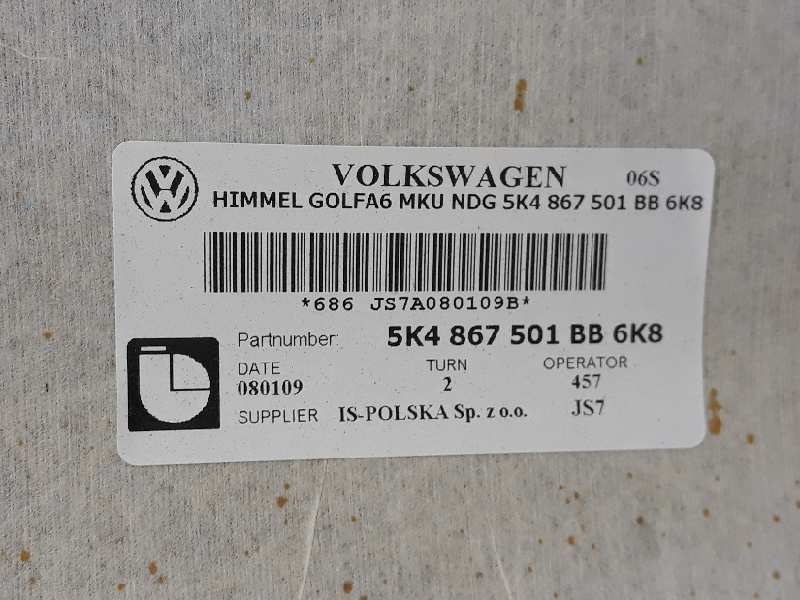 VOLKSWAGEN 06S
HIMMEL GOLFA6 MKU NDG 5K4 867 501 BB 6K8
*686 JS7A080109B*
Partnumber: 5K4 867 501 BB 6K8
DATE TURN OPERATOR
080109 2 457
SUPPLIER IS-POLSKA Sp. z o.o. JS7